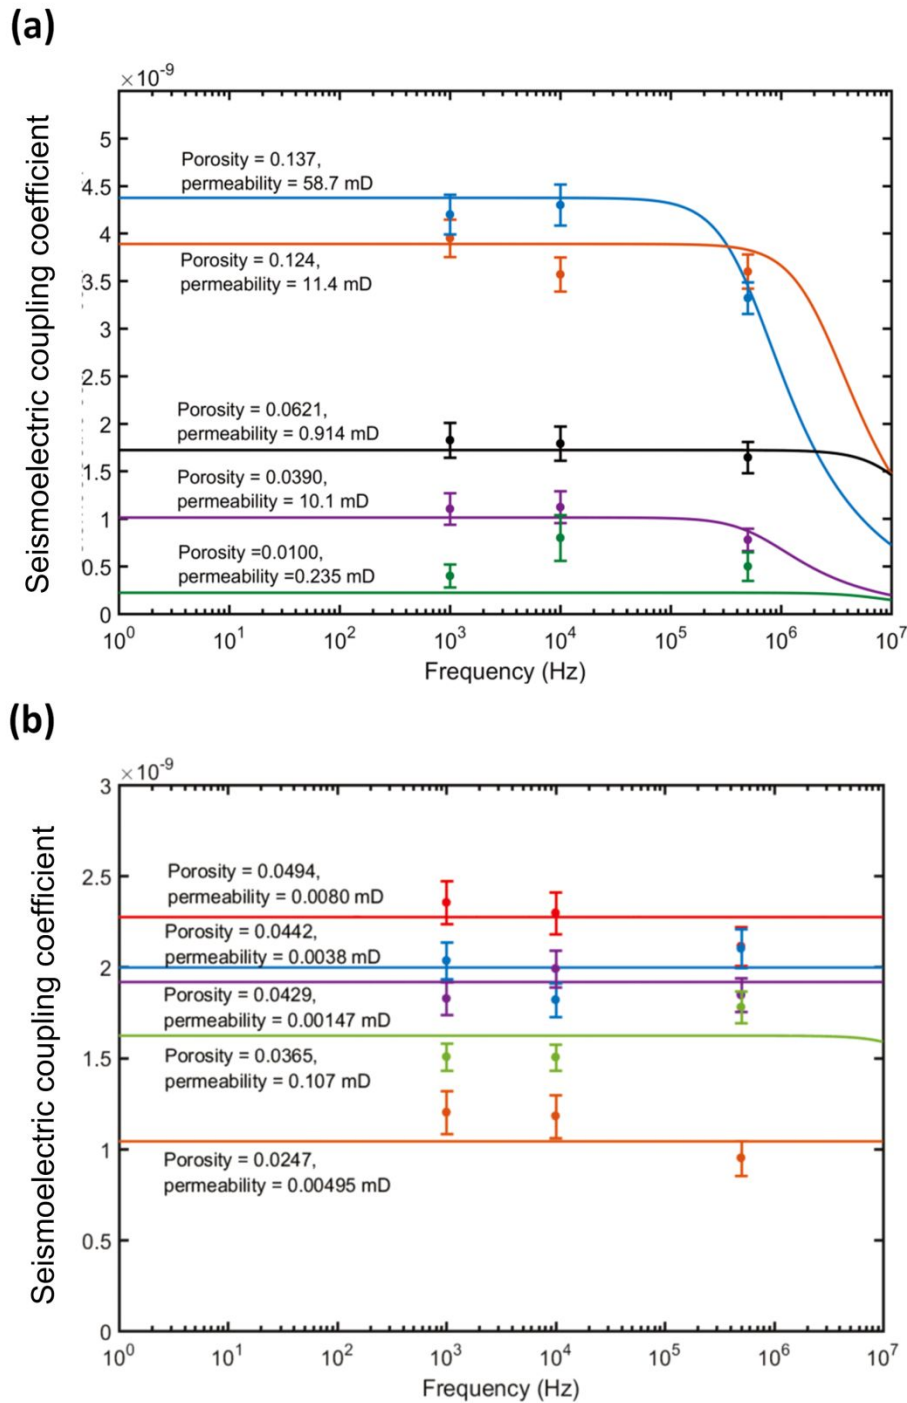 (a)
×10⁻⁹
5
4.5
4
3.5
3
2.5
2
1.5
1
0.5
0
Seismoelectric coupling coefficient
Porosity = 0.137,
permeability = 58.7 mD
Porosity = 0.124,
permeability = 11.4 mD
Porosity = 0.0621,
permeability = 0.914 mD
Porosity = 0.0390,
permeability = 10.1 mD
Porosity =0.0100,
permeability =0.235 mD
10⁰ 10¹ 10² 10³ 10⁴ 10⁵ 10⁶ 10⁷
Frequency (Hz)
(b)
×10⁻⁹
3
2.5
2
1.5
1
0.5
0
Seismoelectric coupling coefficient
Porosity = 0.0494,
permeability = 0.0080 mD
Porosity = 0.0442,
permeability = 0.0038 mD
Porosity = 0.0429,
permeability = 0.00147 mD
Porosity = 0.0365,
permeability = 0.107 mD
Porosity = 0.0247,
permeability = 0.00495 mD
10⁰ 10¹ 10² 10³ 10⁴ 10⁵ 10⁶ 10⁷
Frequency (Hz)